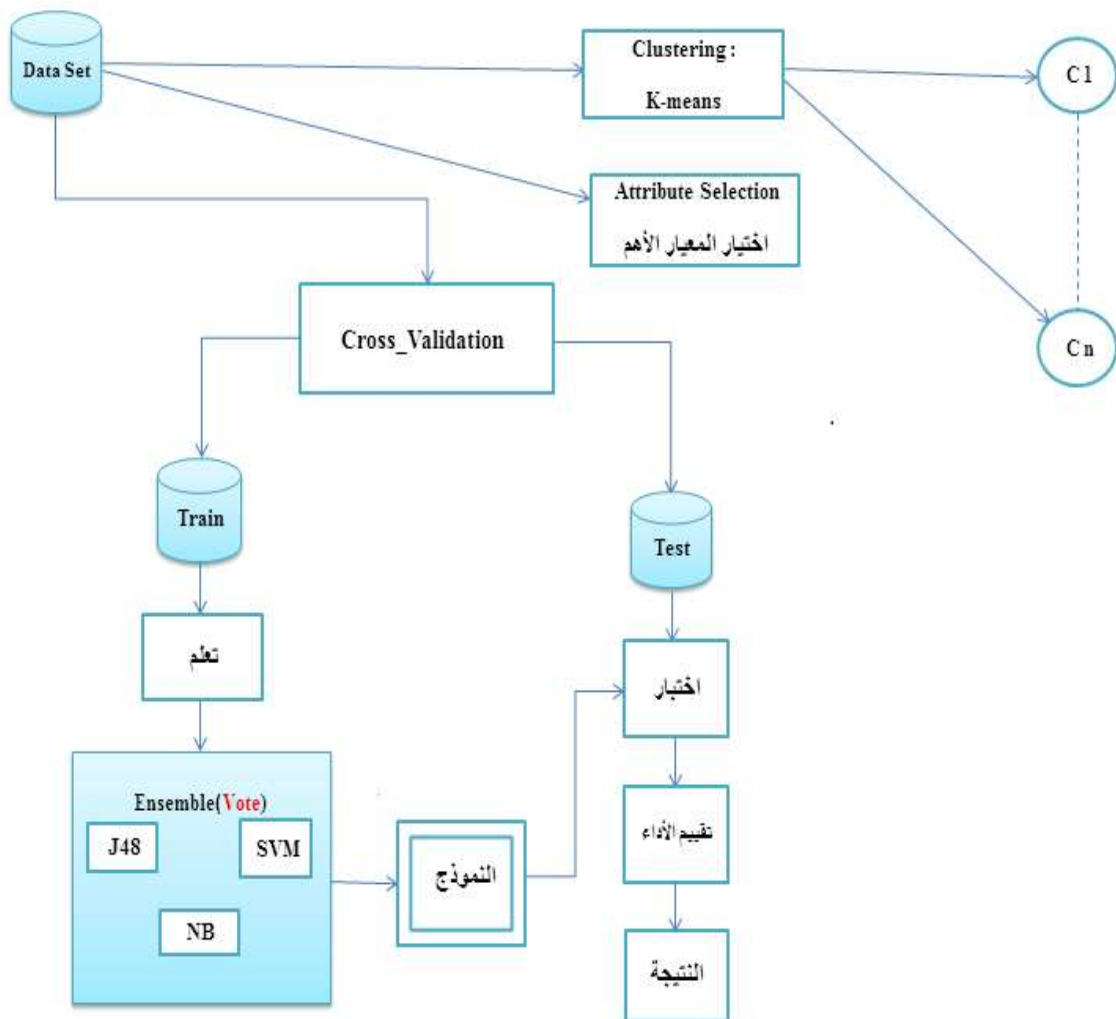 Data Set
Clustering :
K-means
C1
Attribute Selection
اختيار المعيار الأهم
Cn
Cross_Validation
Train
Test
تعلم
اختبار
Ensemble(Vote)
J48
SVM
NB
النموذج
تقييم الأداء
النتيجة